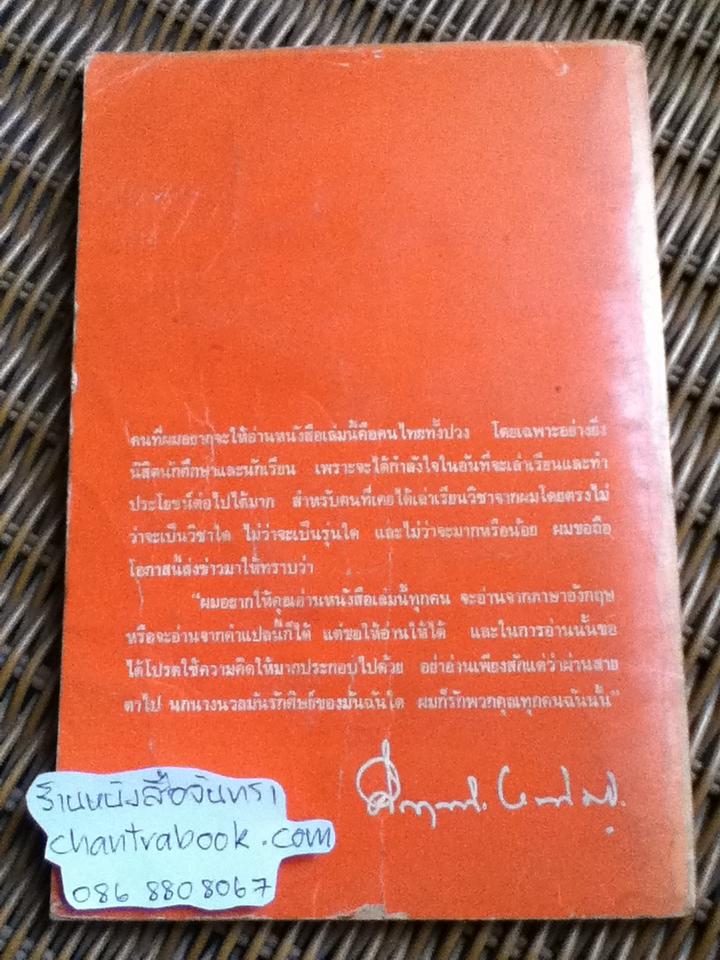 คนที่ผมอยากจะให้อ่านหนังสือเล่มนี้คือคนไทยทั้งปวง โดยเฉพาะอย่างยิ่ง
นิสิตนักศึกษาและนักเรียน เพราะจะได้กำลังใจในอันที่จะเล่าเรียนและทำ
ประโยชน์ต่อไปได้มาก สำหรับคนที่เคยได้เล่าเรียนวิชาจากผมโดยตรงไม่
ว่าจะเป็นวิชาใด ไม่ว่าจะเป็นรุ่นใด และไม่ว่าจะมากหรือน้อย ผมขอถือ
โอกาสนี้ส่งข่าวมาให้ทราบว่า
“ผมอยากให้คุณอ่านหนังสือเล่มนี้ทุกคน จะอ่านจากภาษาอังกฤษ
หรือจะอ่านจากคำแปลนี้ก็ได้ แต่ขอให้อ่านให้ได้ และในการอ่านนั้นขอ
ได้โปรดใช้ความคิดให้มากประกอบไปด้วย อย่าอ่านเพียงสักแต่ว่าผ่านสาย
ตาไป นกนางนวลมันรักศิษย์ของมันฉันใด ผมก็รักพวกคุณทุกคนฉันนั้น”
ร้านหนังสือจันทรา
chantrabook.com
086 8808067